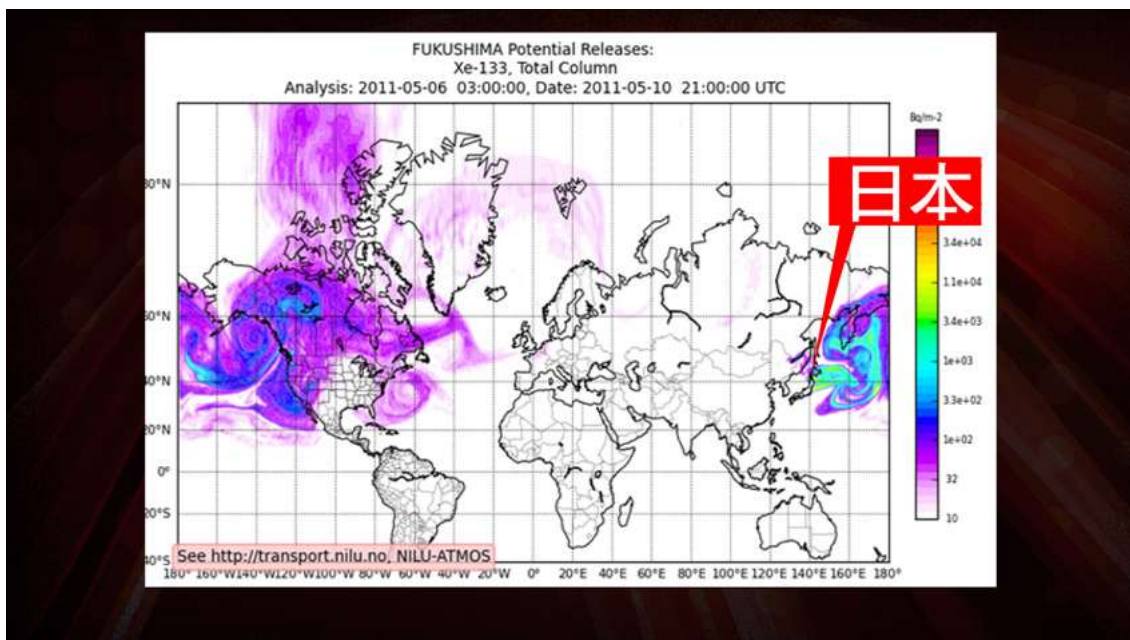 FUKUSHIMA Potential Releases:
Xe-133, Total Column
Analysis: 2011-05-06 03:00:00, Date: 2011-05-10 21:00:00 UTC
Bq/m-2
日本
80°N
3.4e+04
1.1e+04
60°N
3.4e+03
1e+03
40°N
3.3e+02
20°N
1e+02
0°
32
20°S
10
See http://transport.nilu.no, NILU-ATMOS
40°S
180° 160°W 140°W 120°W 100°W 80°W 60°W 40°W 20°W 0° 20°E 40°E 60°E 80°E 100°E 120°E 140°E 160°E 180°